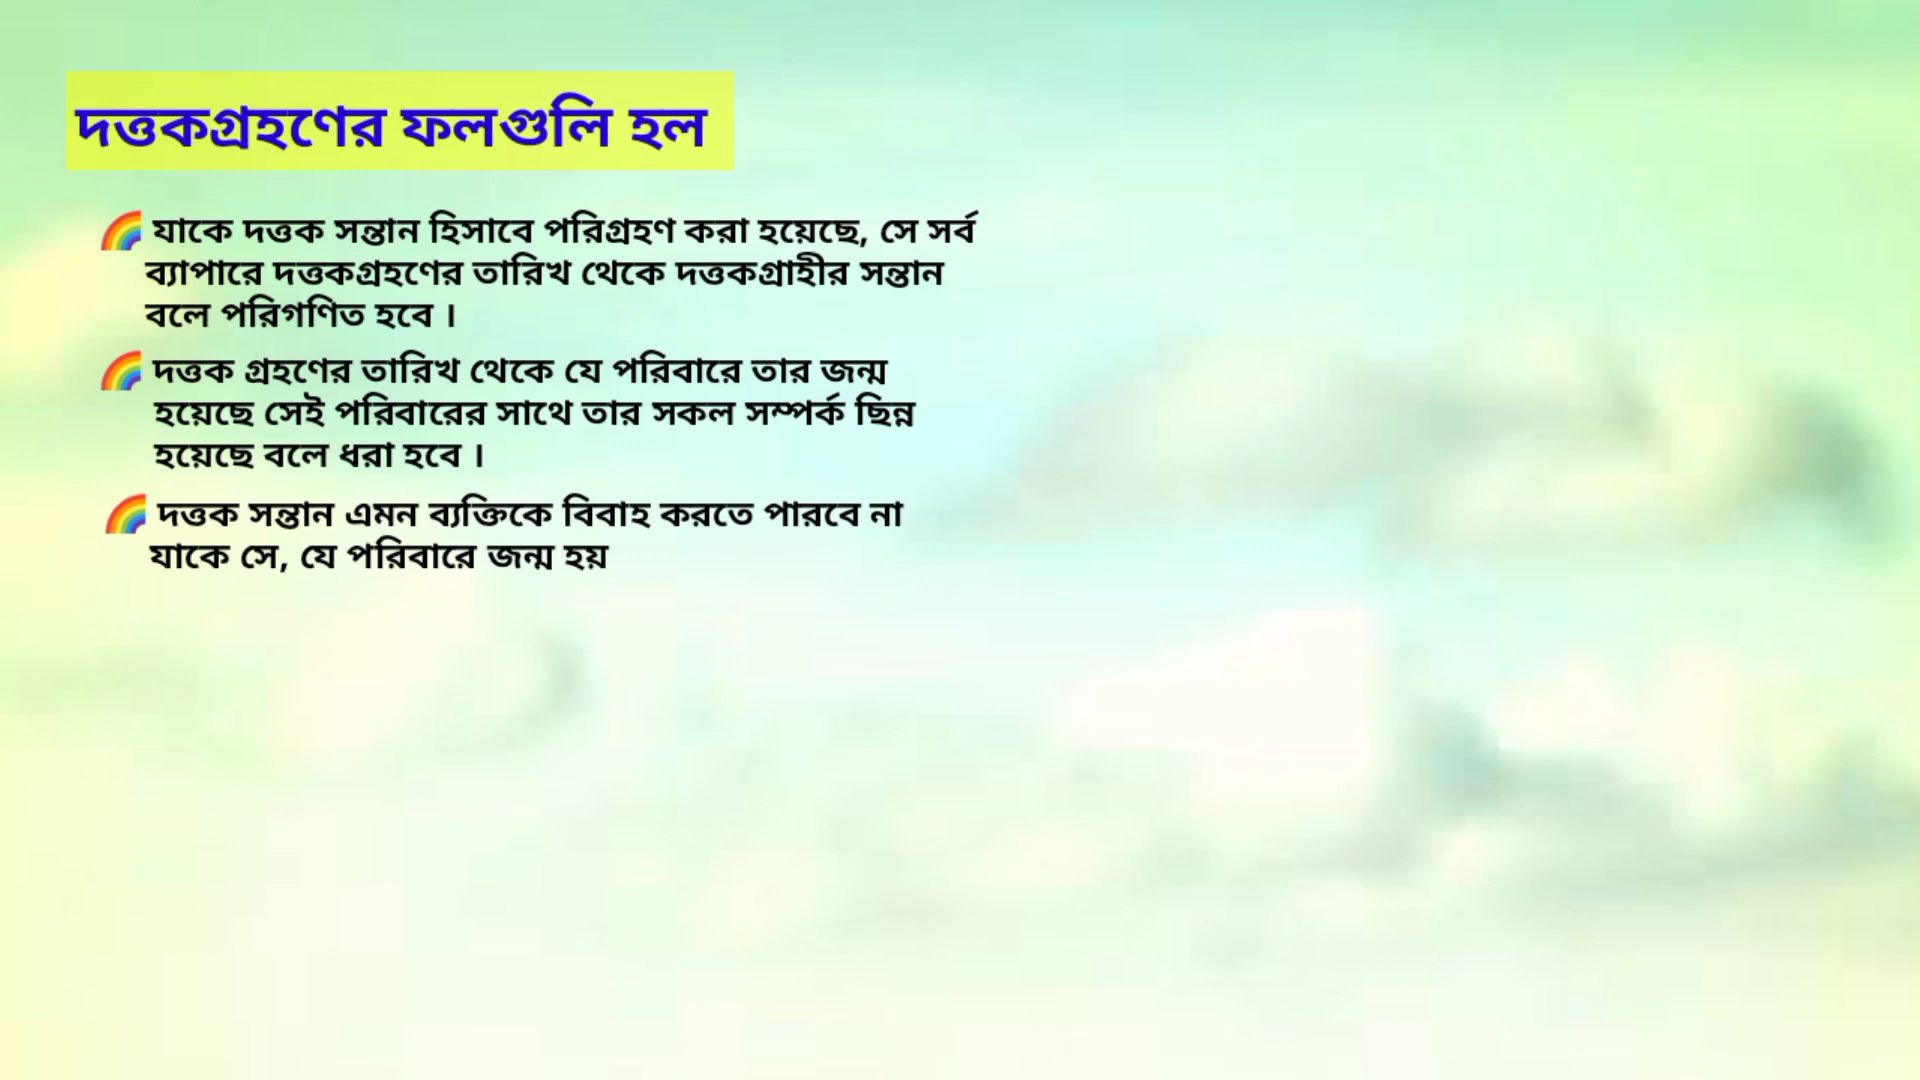 দত্তকগ্রহণের ফলগুলি হল
🌈 যাকে দত্তক সন্তান হিসাবে পরিগ্রহণ করা হয়েছে, সে সর্ব
ব্যাপারে দত্তকগ্রহণের তারিখ থেকে দত্তকগ্রাহীর সন্তান
বলে পরিগণিত হবে ।
🌈 দত্তক গ্রহণের তারিখ থেকে যে পরিবারে তার জন্ম
হয়েছে সেই পরিবারের সাথে তার সকল সম্পর্ক ছিন্ন
হয়েছে বলে ধরা হবে ।
🌈 দত্তক সন্তান এমন ব্যক্তিকে বিবাহ করতে পারবে না
যাকে সে, যে পরিবারে জন্ম হয়